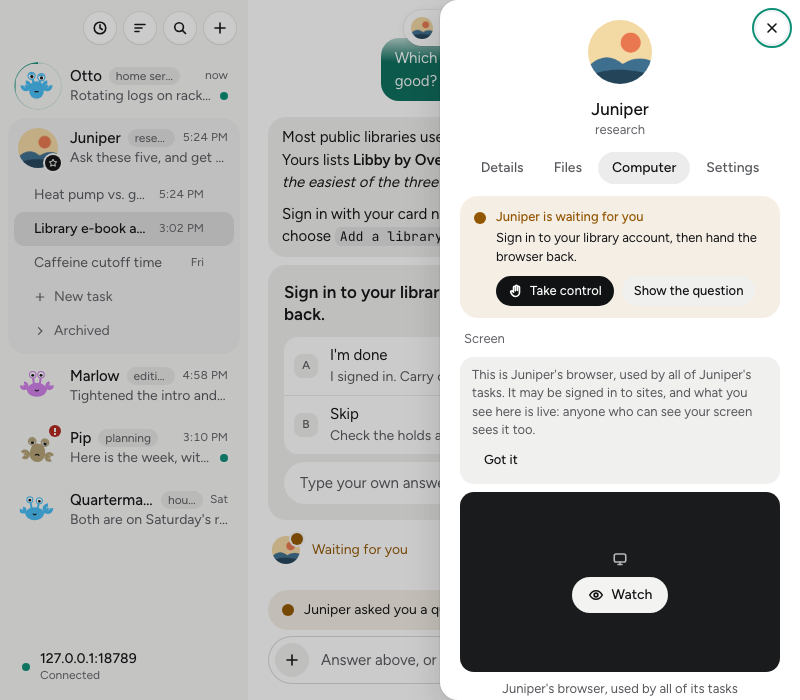 Otto home ser... now
Rotating logs on rack...
Juniper rese... 5:24 PM
Ask these five, and get ...
Heat pump vs. g... 5:24 PM
Library e-book a... 3:02 PM
Caffeine cutoff time Fri
New task
Archived
Marlow editi... 4:58 PM
Tightened the intro and...
Pip planning 3:10 PM
Here is the week, wit...
Quarterma... hou... Sat
Both are on Saturday's r...
127.0.0.1:18789
Connected
Which
good?
Most public libraries use
Yours lists Libby by Ove
the easiest of the three
Sign in with your card n
choose Add a library
Sign in to your librar
back.
A I'm done
I signed in. Carry
B Skip
Check the holds a
Type your own answe
Waiting for you
Juniper asked you a q
Answer above, or
Juniper
research
Details Files Computer Settings
Juniper is waiting for you
Sign in to your library account, then hand the
browser back.
Take control Show the question
Screen
This is Juniper's browser, used by all of Juniper's
tasks. It may be signed in to sites, and what you
see here is live: anyone who can see your screen
sees it too.
Got it
Watch
Juniper's browser, used by all of its tasks